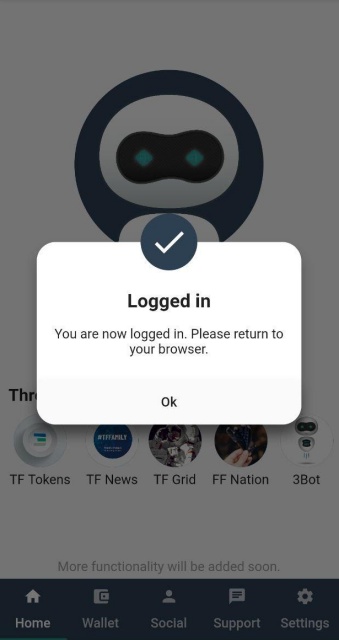 Logged in
You are now logged in. Please return to
your browser.
Ok
Thre
#TFFAMILY
TF Tokens TF News TF Grid FF Nation 3Bot
More functionality will be added soon.
Home Wallet Social Support Settings